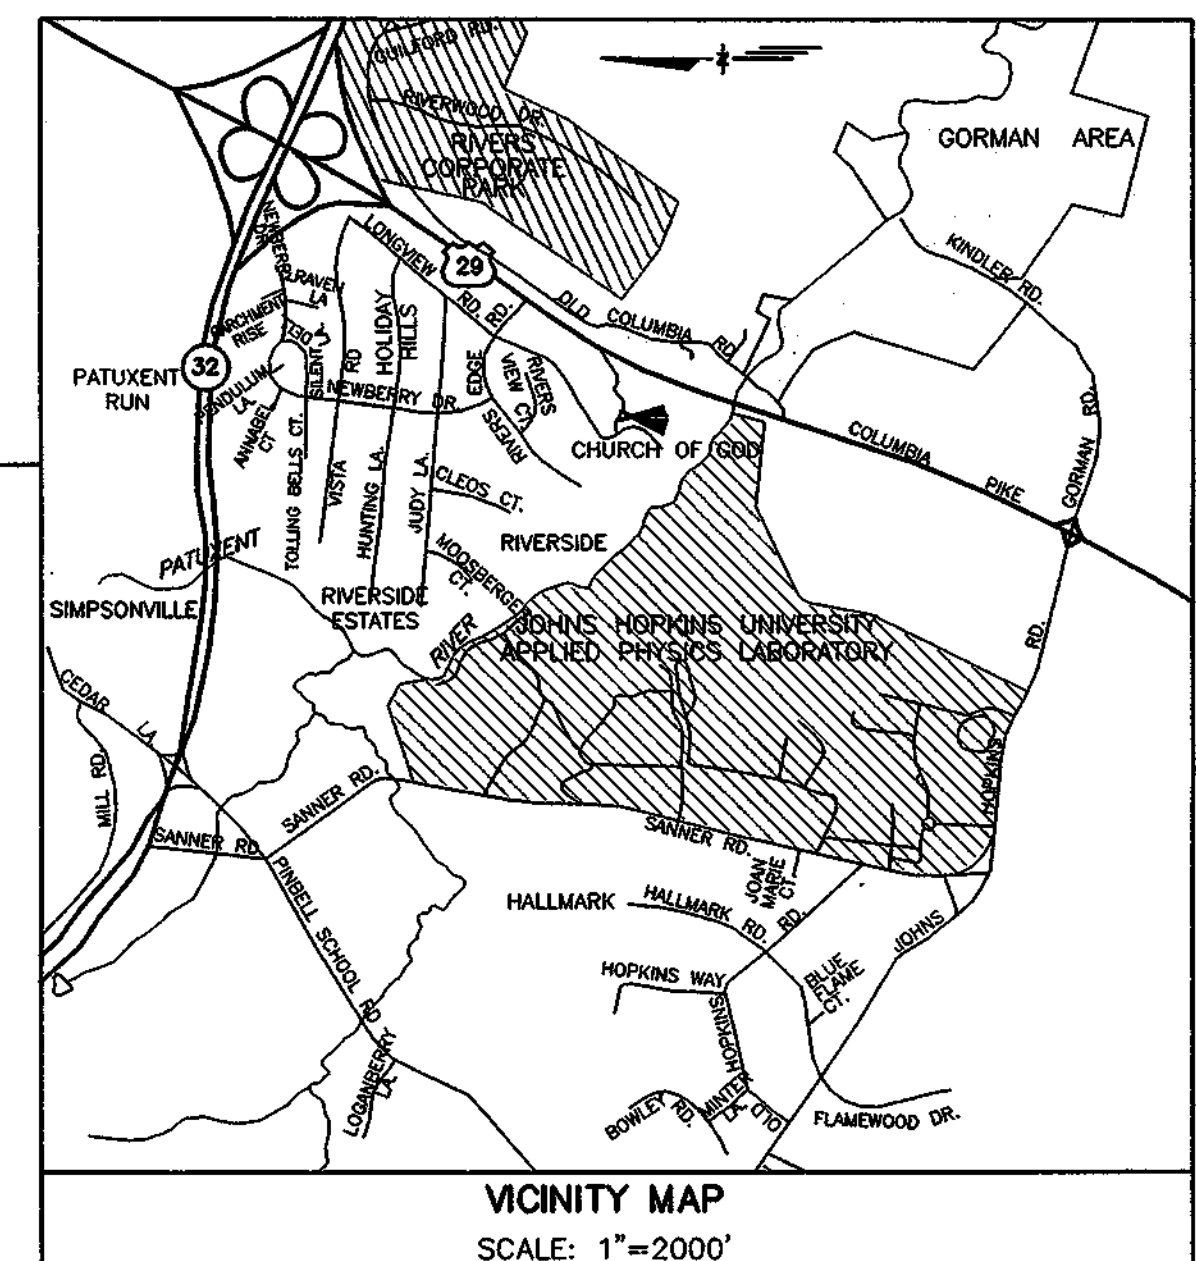 GUILFORD RD.
RIVERWOOD DR.
RIVERS
CORPORATE
PARK
GORMAN AREA
KINDLER RD.
29
LONGVIEW
RD.
RD.
OLD COLUMBIA RD.
NEWBERRY
DR.
RAVEN
LA
PARCHMENT
RISE
HOLIDAY
HILLS
32
PATUXENT
RUN
PENDULUM
LA.
ANNABEL
CT
SILENT
RD
NEWBERRY DR.
EDGE
RIVERS
VIEW CT.
RIVERS
CHURCH OF GOD
COLUMBIA PIKE
GORMAN RD.
TOLLING BELLS CT.
VISTA
HUNTING LA.
JUDY LA.
CLEOS CT.
RIVERSIDE
MOOSBERGER
CT.
PATUXENT
RIVER
SIMPSONVILLE
RIVERSIDE
ESTATES
JOHNS HOPKINS UNIVERSITY
APPLIED PHYSICS LABORATORY
RD.
CEDAR LA
MILL RD.
SANNER RD.
SANNER RD
SANNER RD.
HOPKINS
JOAN
MARIE
CT.
PINBELL SCHOOL RD
HALLMARK
HALLMARK RD.
RD.
JOHNS
BLUE
FLAME
CT.
HOPKINS WAY
HOPKINS
LOGANBERRY
LA.
BOWLEY RD.
MINTER
LA.
OLD
FLAMEWOOD DR.
VICINITY MAP
SCALE: 1"=2000'